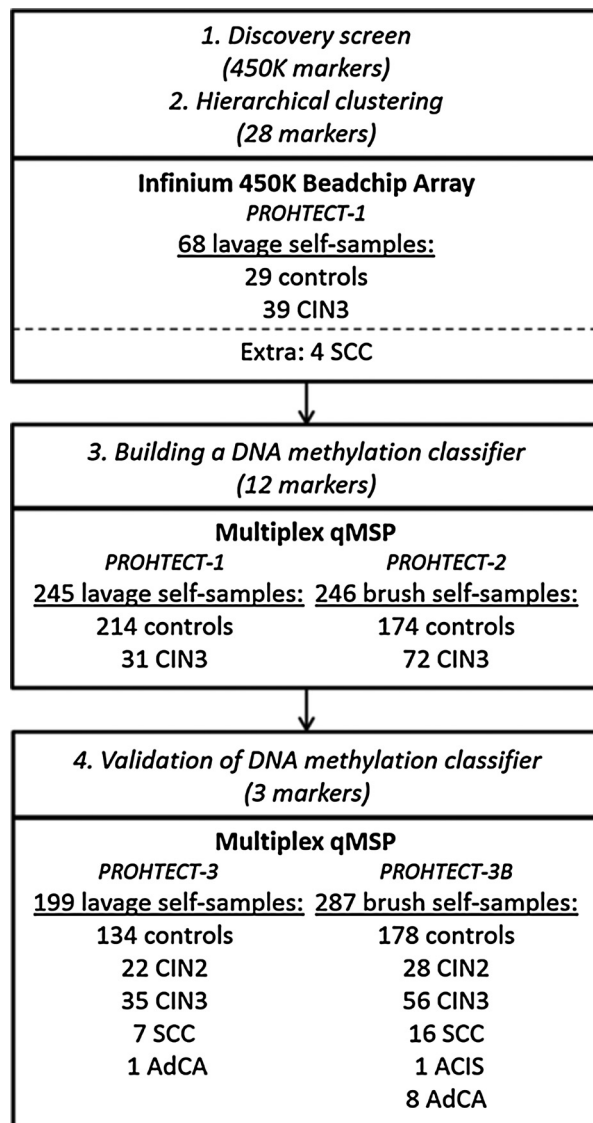 1. Discovery screen
(450K markers)
2. Hierarchical clustering
(28 markers)
Infinium 450K Beadchip Array
PROHTECT-1
68 lavage self-samples:
29 controls
39 CIN3
Extra: 4 SCC
3. Building a DNA methylation classifier
(12 markers)
Multiplex qMSP
PROHTECT-1
245 lavage self-samples:
214 controls
31 CIN3
PROHTECT-2
246 brush self-samples:
174 controls
72 CIN3
4. Validation of DNA methylation classifier
(3 markers)
Multiplex qMSP
PROHTECT-3
199 lavage self-samples:
134 controls
22 CIN2
35 CIN3
7 SCC
1 AdCA
PROHTECT-3B
287 brush self-samples:
178 controls
28 CIN2
56 CIN3
16 SCC
1 ACIS
8 AdCA